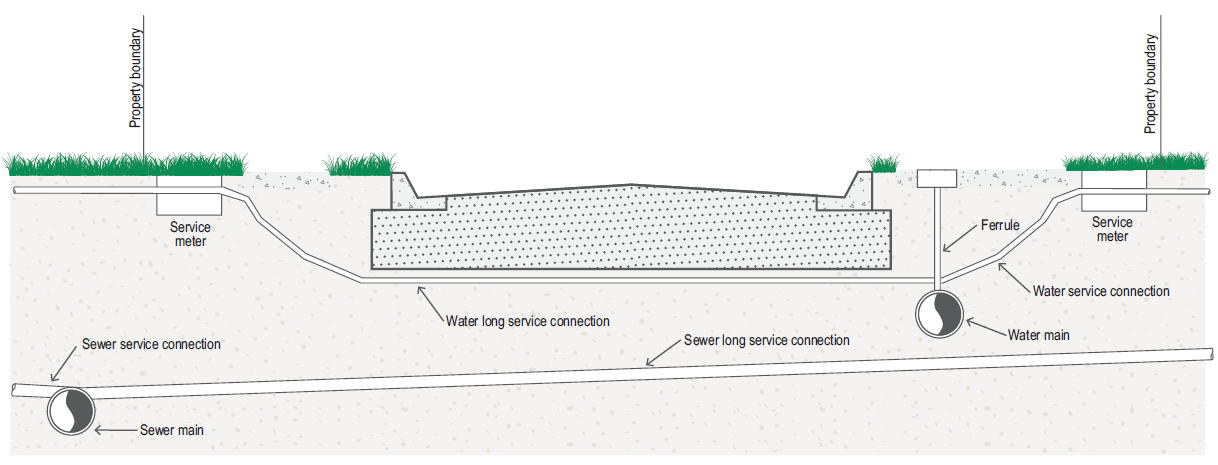 Property boundary
Property boundary
Service
meter
Ferrule
Service
meter
Water service connection
Water long service connection
Water main
Sewer long service connection
Sewer service connection
Sewer main